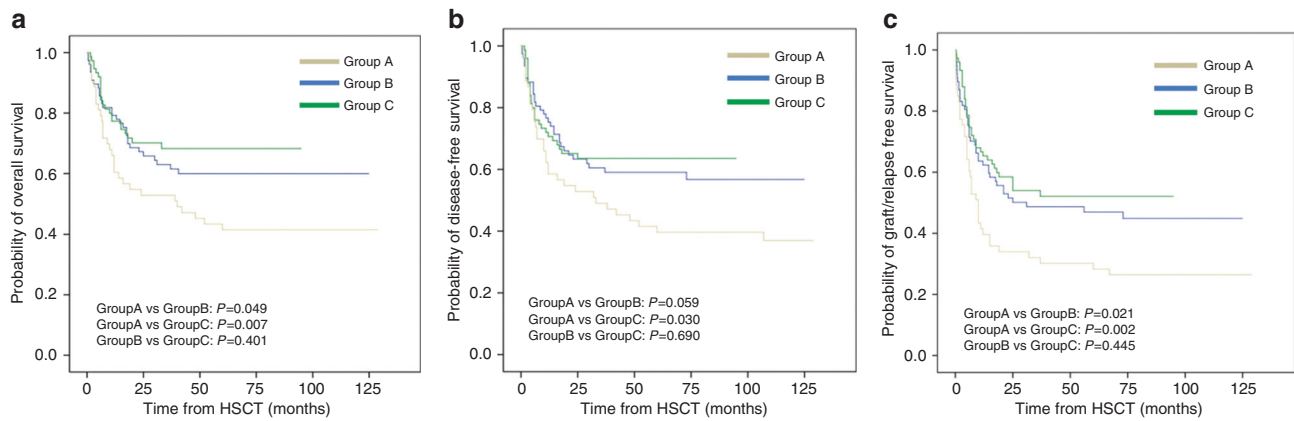 a
Probability of overall survival
1.0
0.8
0.6
0.4
0.2
0.0
Group A
Group B
Group C
GroupA vs GroupB: P=0.049
GroupA vs GroupC: P=0.007
GroupB vs GroupC: P=0.401
0 25 50 75 100 125
Time from HSCT (months)
b
Probability of disease-free survival
1.0
0.8
0.6
0.4
0.2
0.0
Group A
Group B
Group C
GroupA vs GroupB: P=0.059
GroupA vs GroupC: P=0.030
GroupB vs GroupC: P=0.690
0 25 50 75 100 125
Time from HSCT (months)
c
Probability of graft/relapse free survival
1.0
0.8
0.6
0.4
0.2
0.0
Group A
Group B
Group C
GroupA vs GroupB: P=0.021
GroupA vs GroupC: P=0.002
GroupB vs GroupC: P=0.445
0 25 50 75 100 125
Time from HSCT (months)